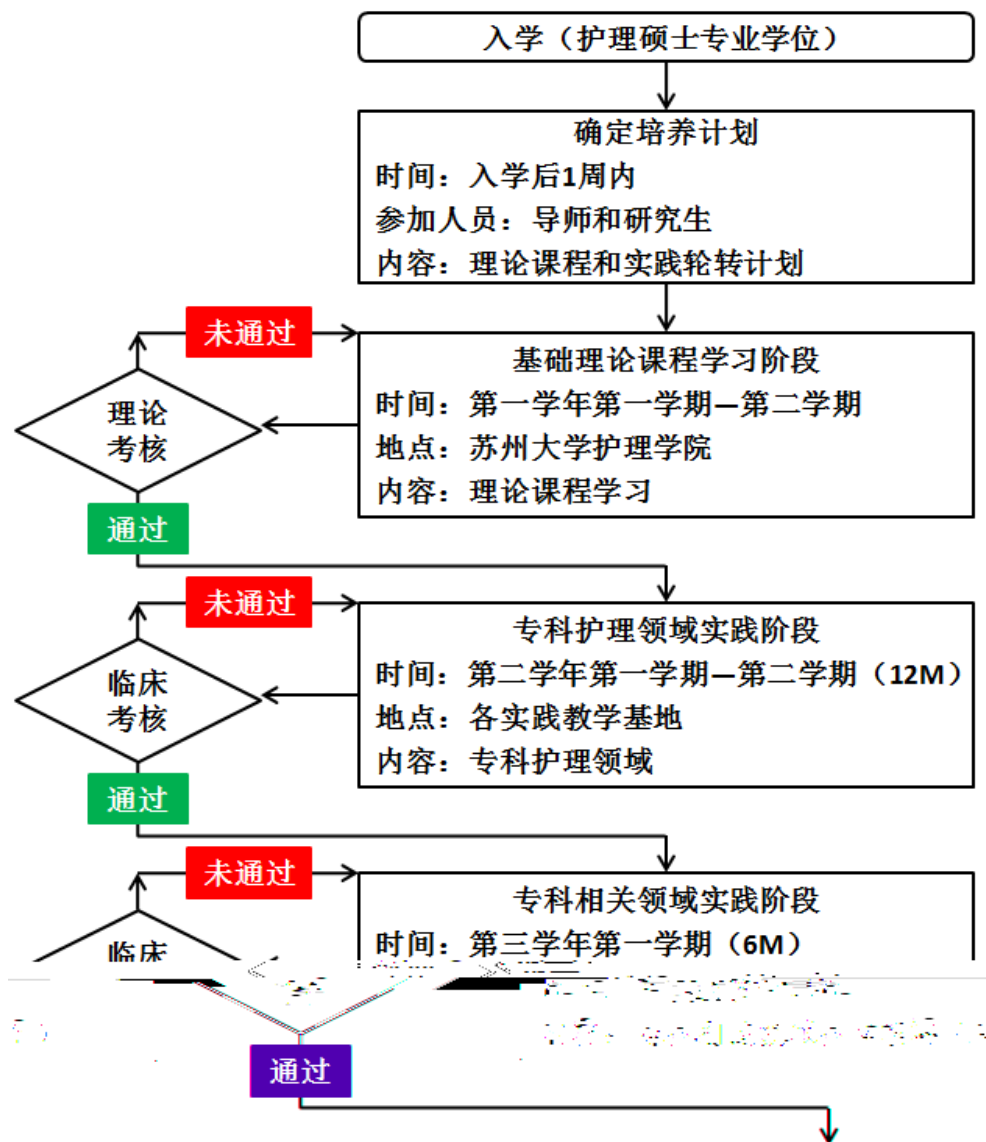 入学（护理硕士专业学位）
确定培养计划
时间：入学后1周内
参加人员：导师和研究生
内容：理论课程和实践轮转计划
未通过
基础理论课程学习阶段
时间：第一学年第一学期—第二学期
地点：苏州大学护理学院
内容：理论课程学习
理论
考核
通过
未通过
专科护理领域实践阶段
时间：第二学年第一学期—第二学期（12M）
地点：各实践教学基地
内容：专科护理领域
临床
考核
通过
未通过
专科相关领域实践阶段
时间：第三学年第一学期（6M）
临床
通过